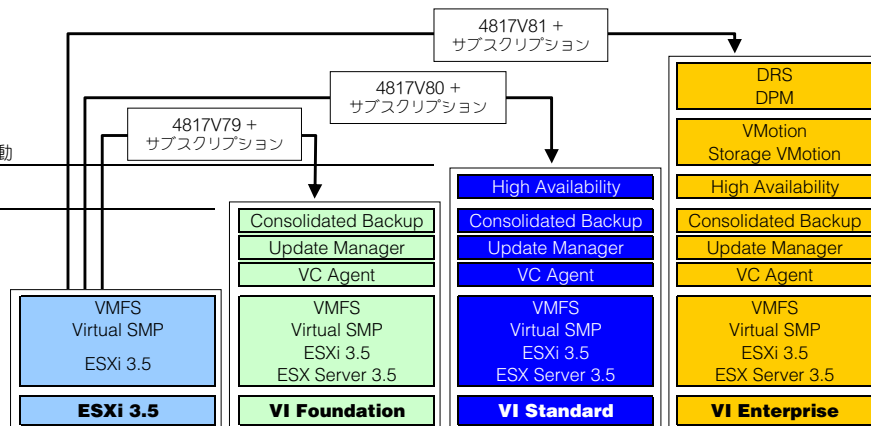 4817V81 +
サブスクリプション
4817V80 +
サブスクリプション
4817V79 +
サブスクリプション
動
VMFS
Virtual SMP
ESXi 3.5
ESXi 3.5
Consolidated Backup
Update Manager
VC Agent
VMFS
Virtual SMP
ESXi 3.5
ESX Server 3.5
VI Foundation
High Availability
Consolidated Backup
Update Manager
VC Agent
VMFS
Virtual SMP
ESXi 3.5
ESX Server 3.5
VI Standard
DRS
DPM
VMotion
Storage VMotion
High Availability
Consolidated Backup
Update Manager
VC Agent
VMFS
Virtual SMP
ESXi 3.5
ESX Server 3.5
VI Enterprise